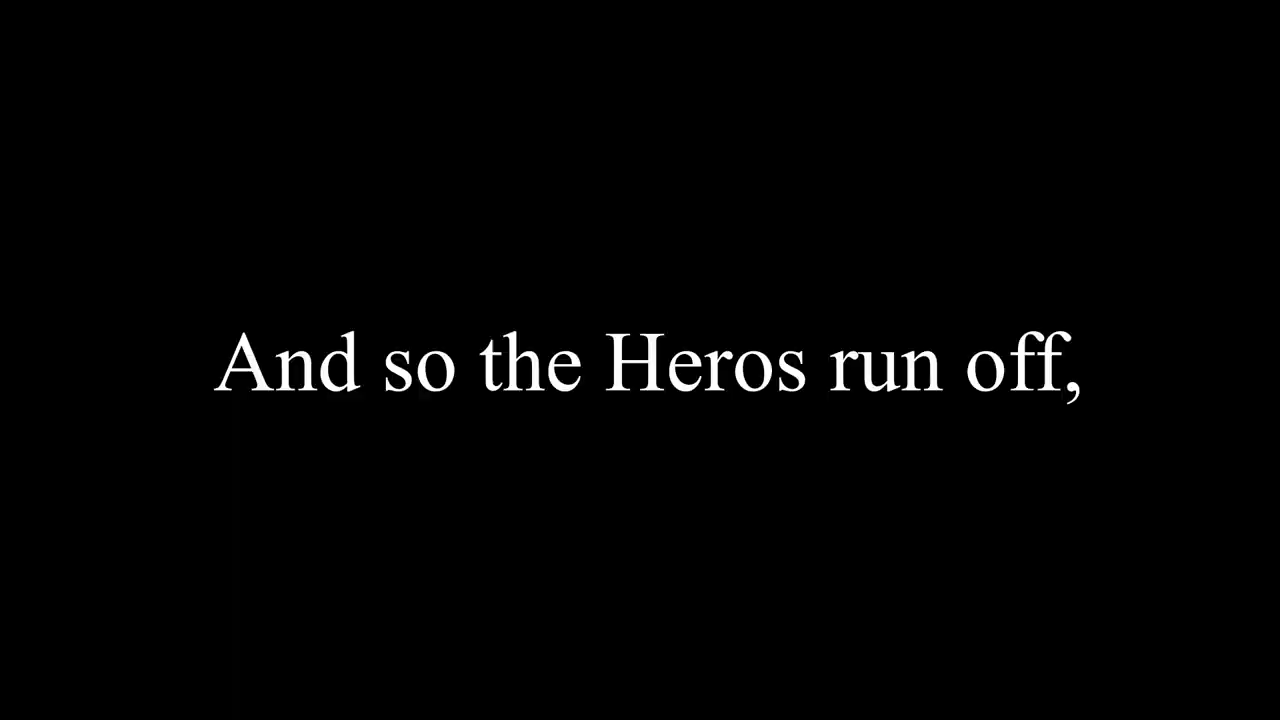 And so the Heros run off,